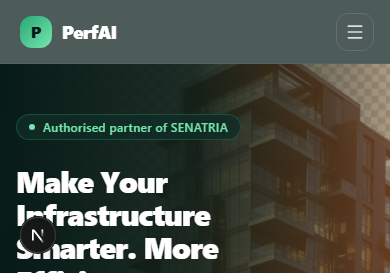 P PerfAI
Authorised partner of SENATRIA
Make Your
Infrastructure
Smarter. More
N